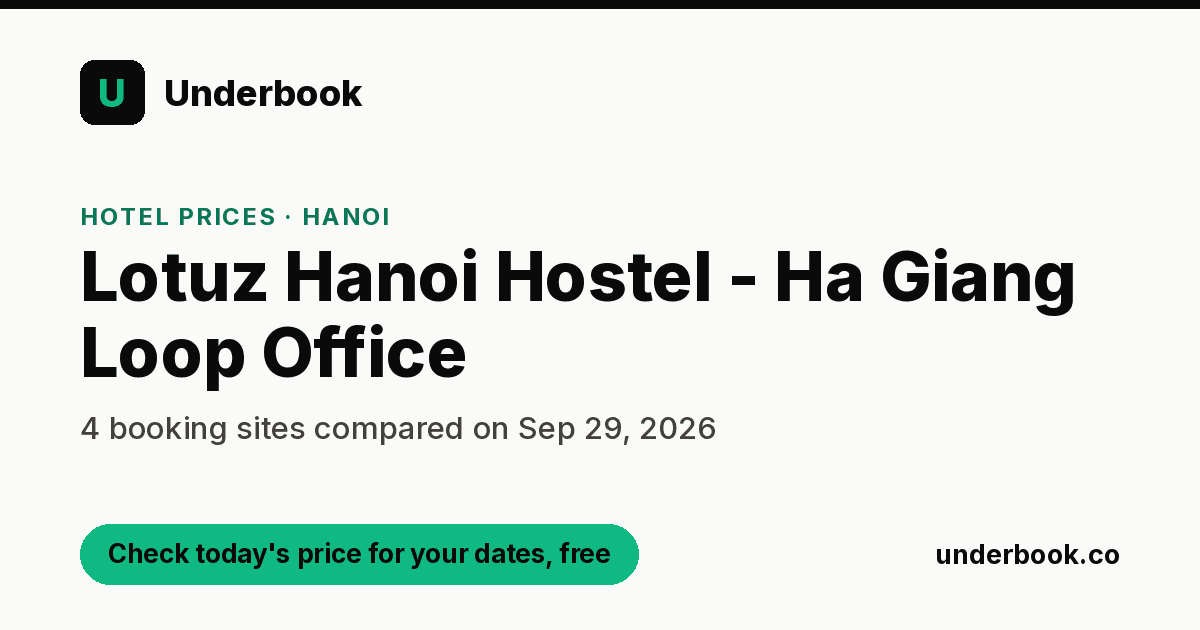 U Underbook
HOTEL PRICES · HANOI
Lotuz Hanoi Hostel - Ha Giang
Loop Office
4 booking sites compared on Sep 29, 2026
Check today's price for your dates, free
underbook.co